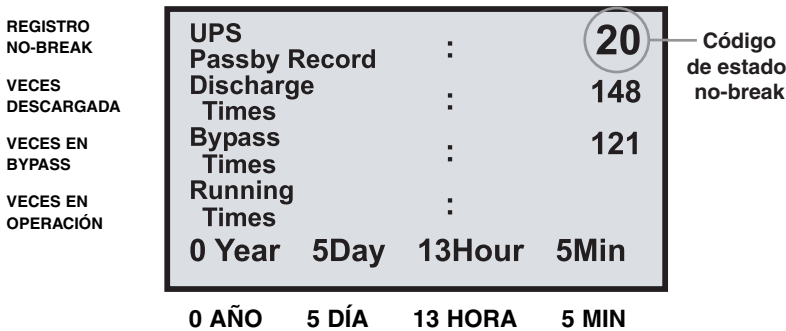 REGISTRO
NO-BREAK
UPS
Passby Record : 20
Código
de estado
no-break
VECES
DESCARGADA
Discharge
Times : 148
VECES EN
BYPASS
Bypass
Times : 121
VECES EN
OPERACIÓN
Running
Times :
0 Year 5Day 13Hour 5Min
0 AÑO 5 DÍA 13 HORA 5 MIN